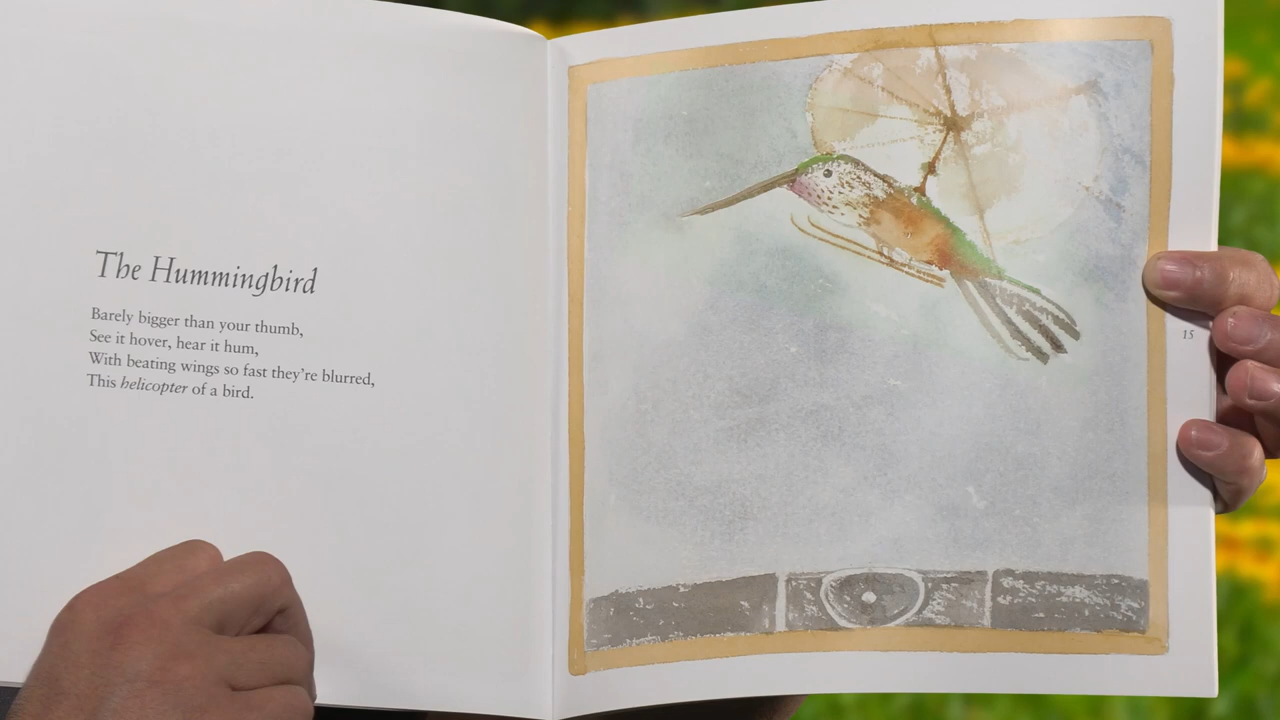 The Hummingbird
Barely bigger than your thumb,
See it hover, hear it hum,
With beating wings so fast they're blurred,
This helicopter of a bird.
15